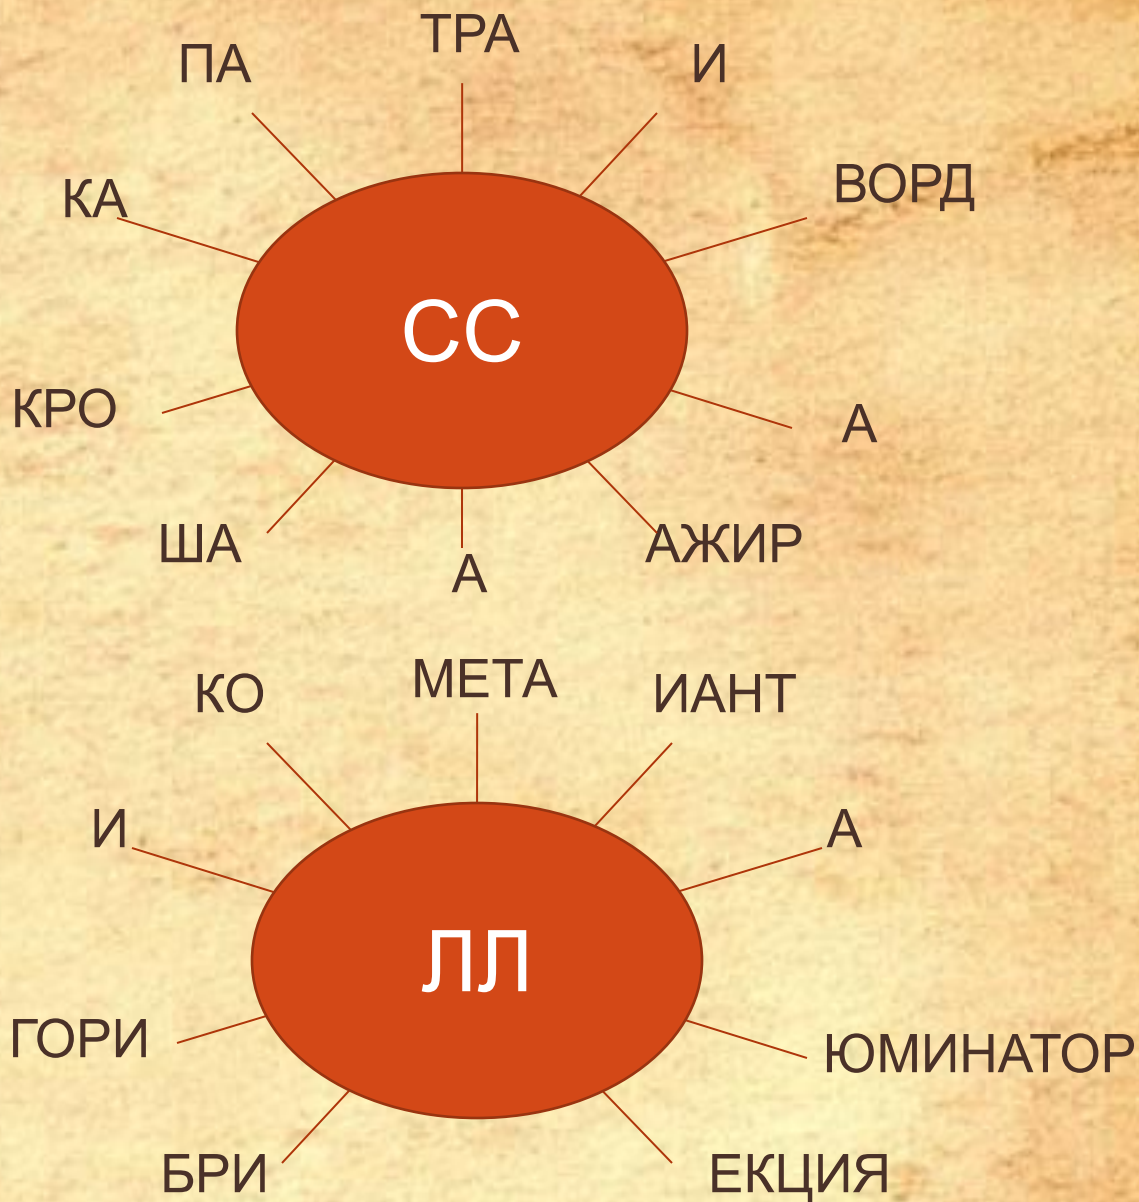 ТРА
ПА
И
КА
ВОРД
СС
КРО
А
ША
А
АЖИР
КО
МЕТА
ИАНТ
И
А
ЛЛ
ГОРИ
ЮМИНАТОР
БРИ
ЕКЦИЯ